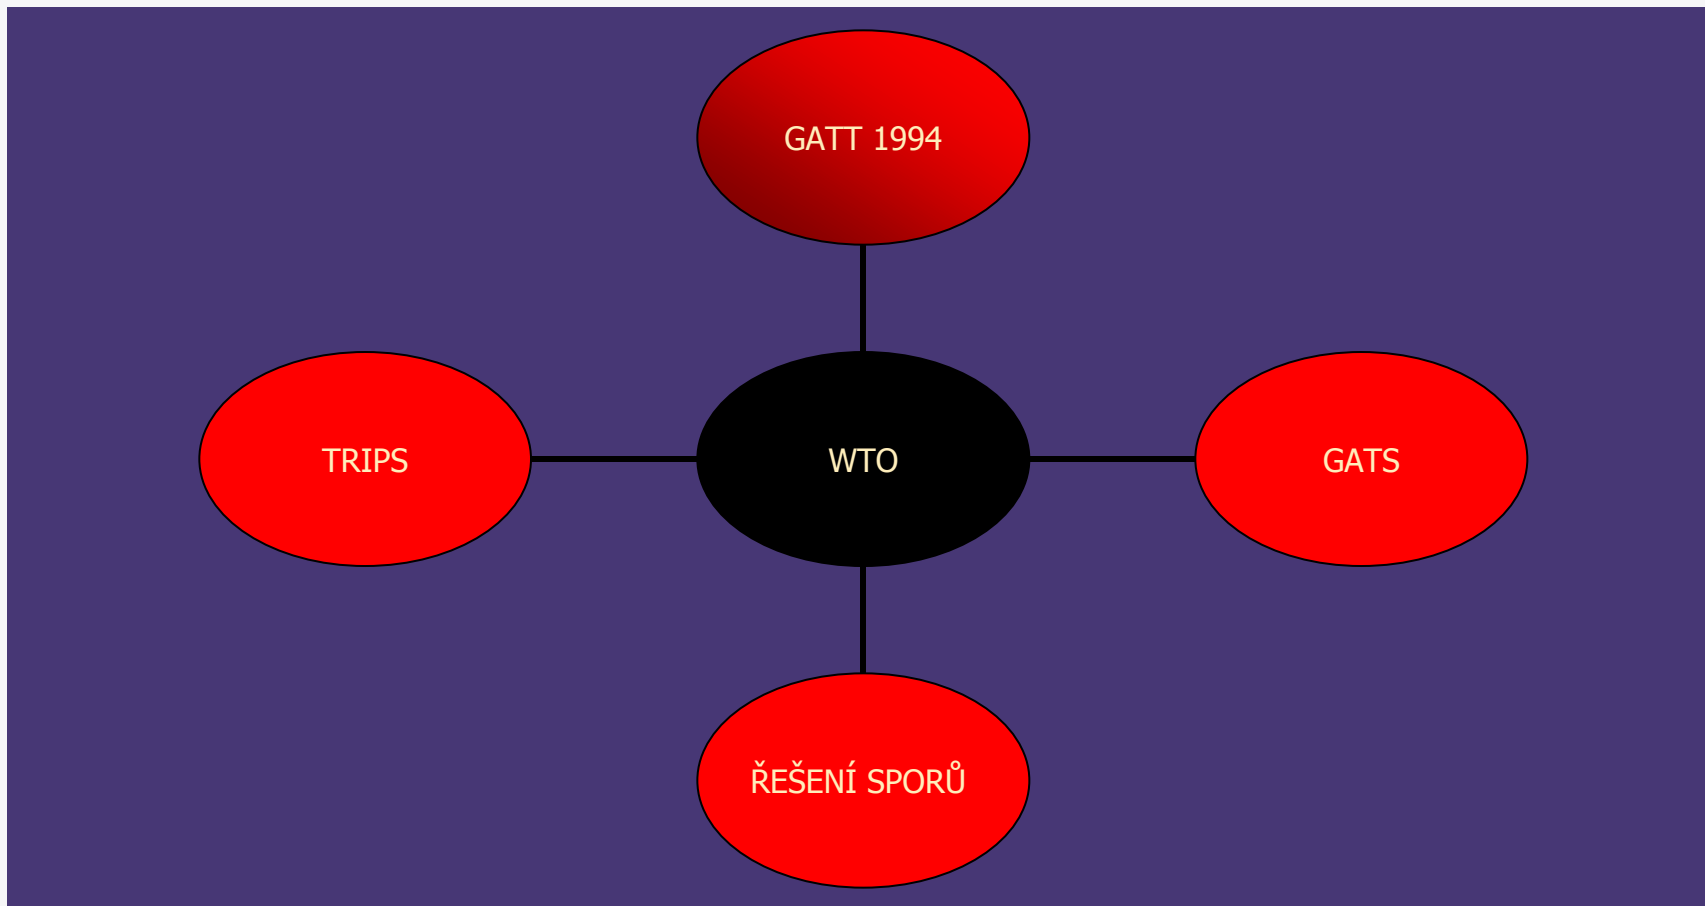 GATT 1994
TRIPS
WTO
GATS
ŘEŠENÍ SPORŮ